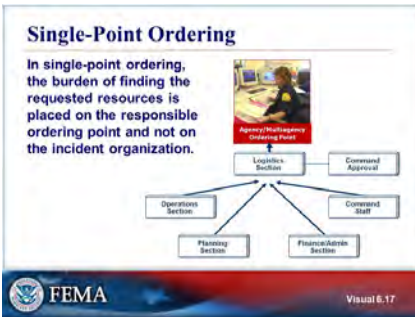 Single-Point Ordering
In single-point ordering,
the burden of finding the
requested resources is
placed on the responsible
ordering point and not on
the incident organization.
Agency/Multiagency
Ordering Point
Logistics
Section
Command
Approval
Operations
Section
Command
Staff
Planning
Section
Finance/Admin
Section
FEMA
Visual 6.17